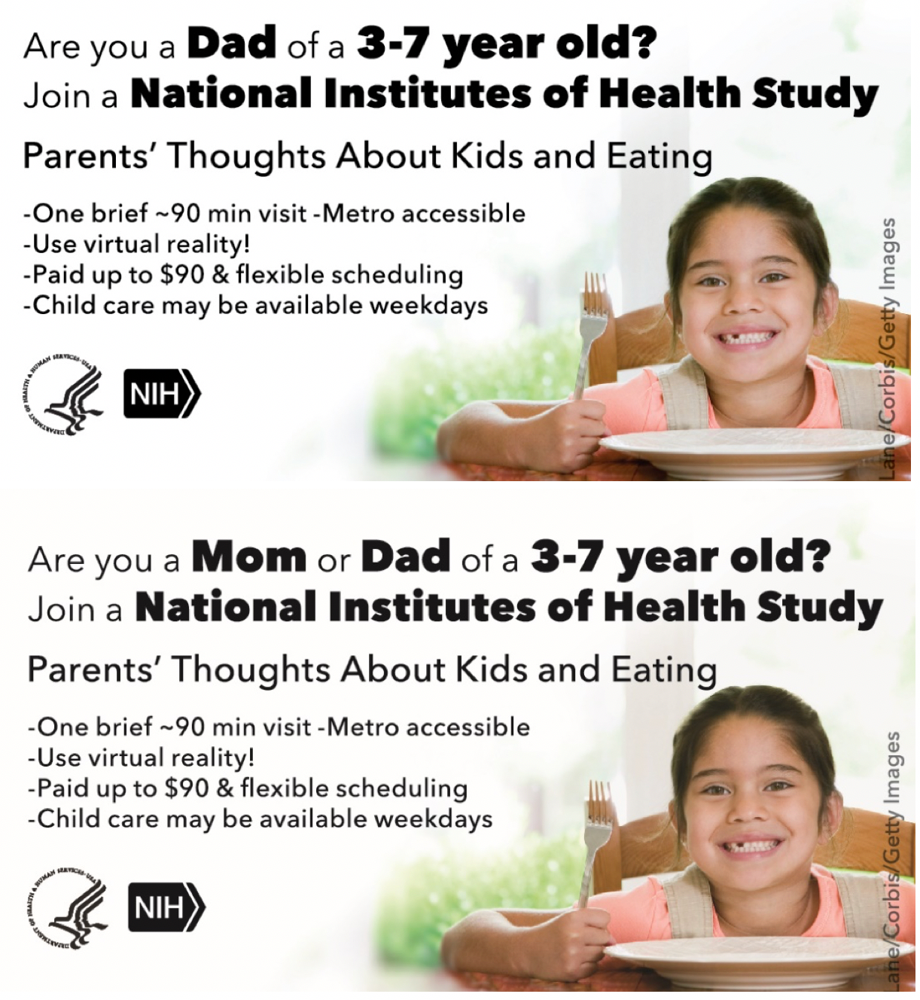 Are you a Dad of a 3-7 year old?
Join a National Institutes of Health Study
Parents' Thoughts About Kids and Eating
-One brief ~90 min visit -Metro accessible
-Use virtual reality!
-Paid up to $90 & flexible scheduling
-Child care may be available weekdays
DEPARTMENT OF HEALTH & HUMAN SERVICES·USA
NIH
Lane/Corbis/Getty Images
Are you a Mom or Dad of a 3-7 year old?
Join a National Institutes of Health Study
Parents' Thoughts About Kids and Eating
-One brief ~90 min visit -Metro accessible
-Use virtual reality!
-Paid up to $90 & flexible scheduling
-Child care may be available weekdays
DEPARTMENT OF HEALTH & HUMAN SERVICES·USA
NIH
Lane/Corbis/Getty Images